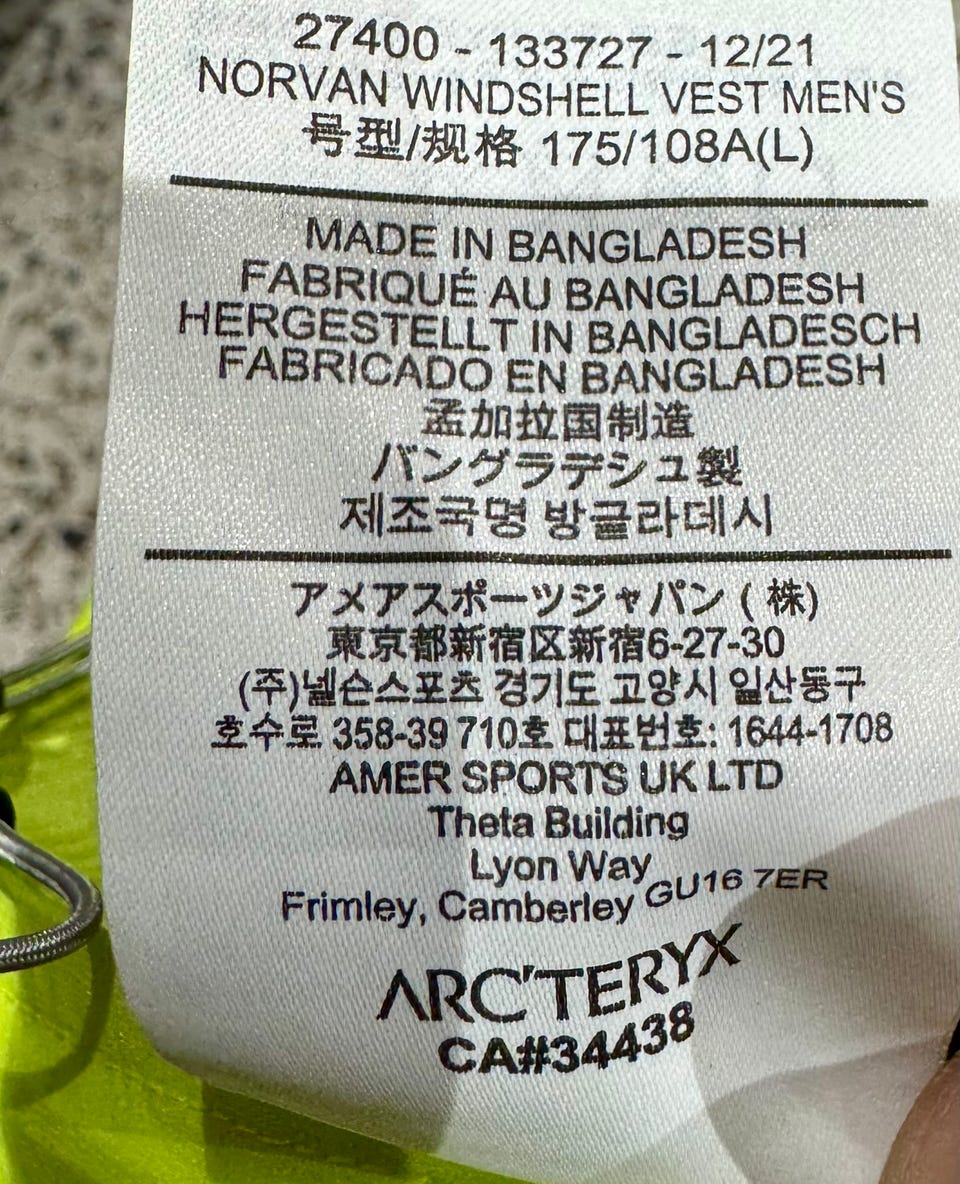 27400 - 133727 - 12/21
NORVAN WINDSHELL VEST MEN'S
号型/规格 175/108A(L)
MADE IN BANGLADESH
FABRIQUÉ AU BANGLADESH
HERGESTELLT IN BANGLADESCH
FABRICADO EN BANGLADESH
孟加拉国制造
バングラデシュ製
제조국명 방글라데시
アメアスポーツジャパン (株)
東京都新宿区新宿6-27-30
(주)넬슨스포츠 경기도 고양시 일산동구
호수로 358-39 710호 대표번호: 1644-1708
AMER SPORTS UK LTD
Theta Building
Lyon Way
Frimley, Camberley GU16 7ER
ARC'TERYX
CA#34438